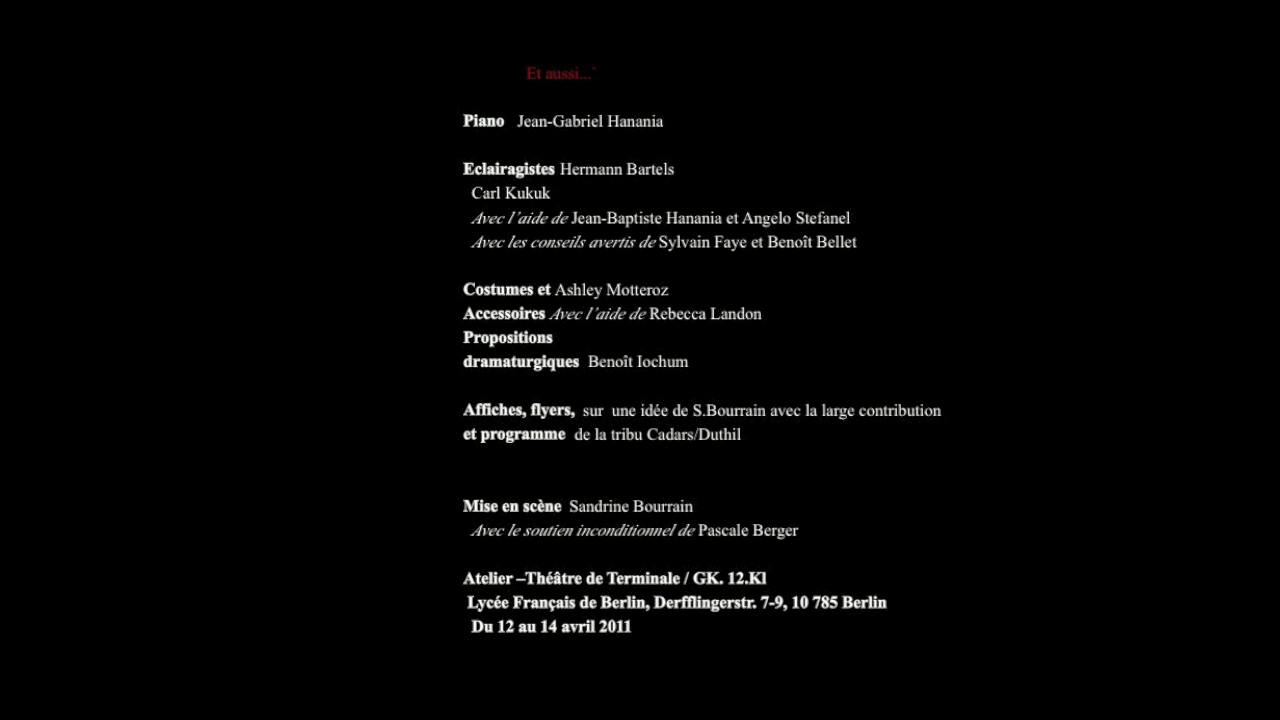 Et aussi...`
Piano Jean-Gabriel Hanania
Eclairagistes Hermann Bartels
Carl Kukuk
Avec l’aide de Jean-Baptiste Hanania et Angelo Stefanel
Avec les conseils avertis de Sylvain Faye et Benoît Bellet
Costumes et Ashley Motteroz
Accessoires Avec l’aide de Rebecca Landon
Propositions
dramaturgiques Benoît Iochum
Affiches, flyers, sur une idée de S.Bourrain avec la large contribution
et programme de la tribu Cadars/Duthil
Mise en scène Sandrine Bourrain
Avec le soutien inconditionnel de Pascale Berger
Atelier –Théâtre de Terminale / GK. 12.Kl
Lycée Français de Berlin, Derfflingerstr. 7-9, 10 785 Berlin
Du 12 au 14 avril 2011